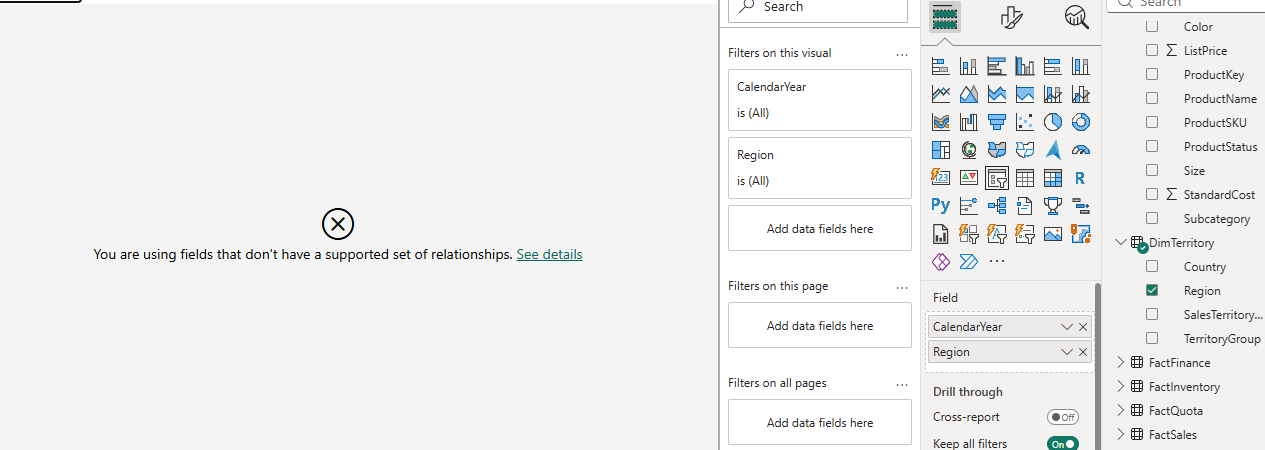 Search
Filters on this visual
...
CalendarYear
is (All)
Region
is (All)
Add data fields here
Filters on this page
...
Add data fields here
Filters on all pages
...
Add data fields here
You are using fields that don't have a supported set of relationships. See details
123
R
Py
...
Field
CalendarYear
Region
Drill through
Cross-report
Off
Keep all filters
On
Search
Color
∑ ListPrice
ProductKey
ProductName
ProductSKU
ProductStatus
Size
∑ StandardCost
Subcategory
DimTerritory
Country
Region
SalesTerritory...
TerritoryGroup
FactFinance
FactInventory
FactQuota
FactSales